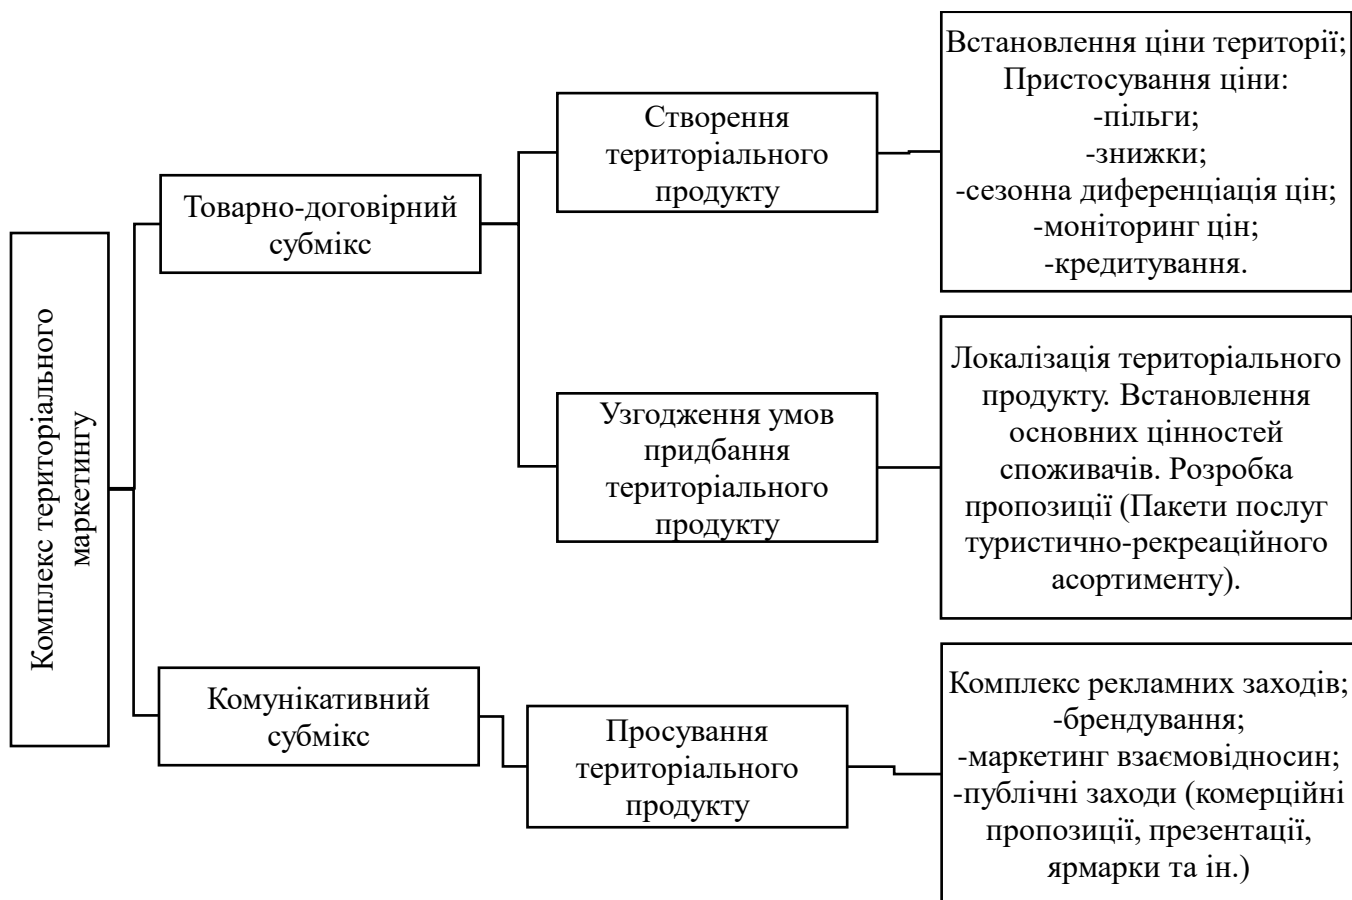 Комплекс територіального
маркетингу
Товарно-договірний
субмікс
Створення
територіального
продукту
Встановлення ціни території;
Пристосування ціни:
-пільги;
-знижки;
-сезонна диференціація цін;
-моніторинг цін;
-кредитування.
Узгодження умов
придбання
територіального
продукту
Локалізація територіального
продукту. Встановлення
основних цінностей
споживачів. Розробка
пропозиції (Пакети послуг
туристично-рекреаційного
асортименту).
Комунікативний
субмікс
Просування
територіального
продукту
Комплекс рекламних заходів;
-брендування;
-маркетинг взаємовідносин;
-публічні заходи (комерційні
пропозиції, презентації,
ярмарки та ін.)